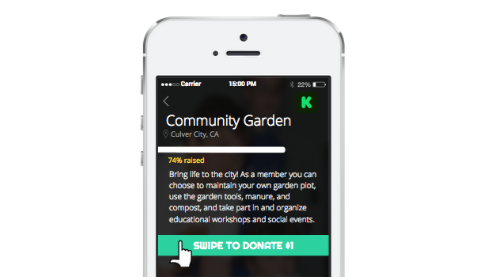 Carrier 15:00 PM 22%
K
Community Garden
Culver City, CA
74% raised
Bring life to the city! As a member you can
choose to maintain your own garden plot,
use the garden tools, manure, and
compost, and take part in and organize
educational workshops and social events.
SWIPE TO DONATE $1